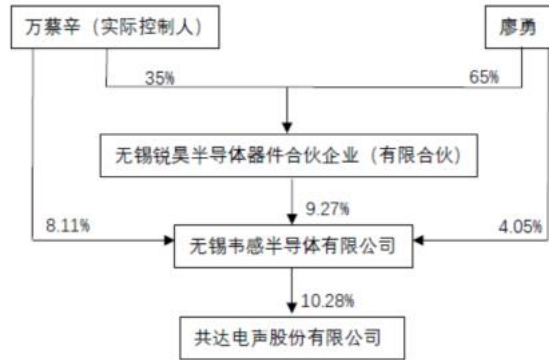 万蔡辛（实际控制人）
廖勇
35%
65%
无锡锐昊半导体器件合伙企业（有限合伙）
9.27%
8.11%
4.05%
无锡韦感半导体有限公司
10.28%
共达电声股份有限公司